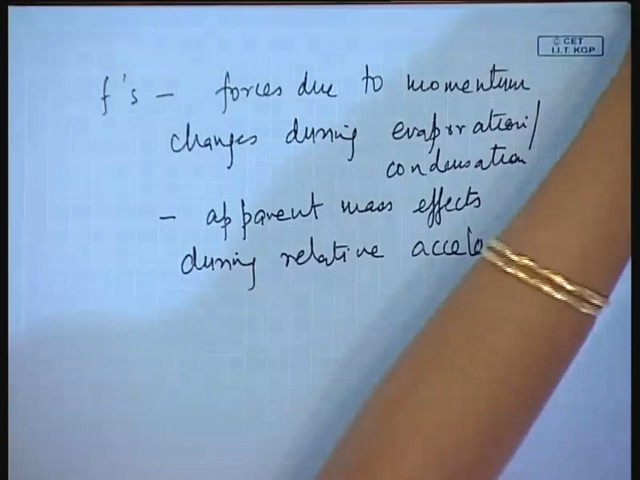 © CET
I.I.T. KGP
f's - forces due to momentum
changes during evaporation/
condensation
- apparent mass effects
during relative accele